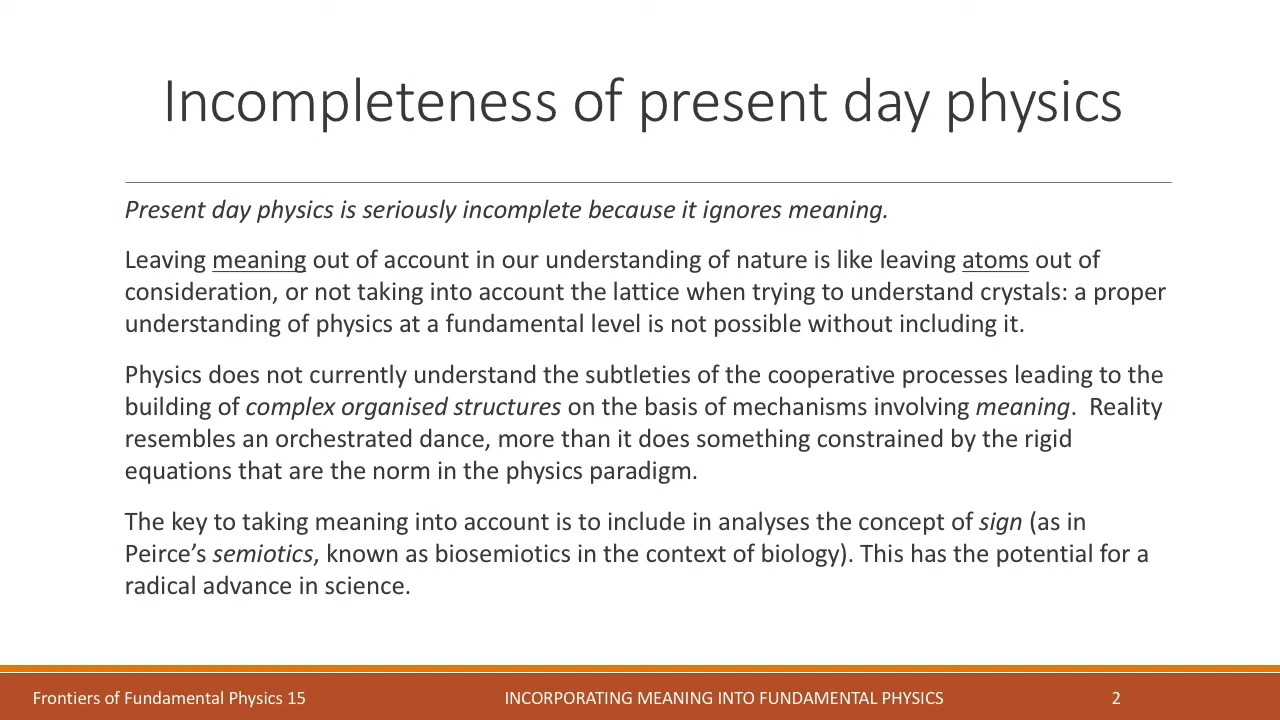 Incompleteness of present day physics
Present day physics is seriously incomplete because it ignores meaning.
Leaving meaning out of account in our understanding of nature is like leaving atoms out of
consideration, or not taking into account the lattice when trying to understand crystals: a proper
understanding of physics at a fundamental level is not possible without including it.
Physics does not currently understand the subtleties of the cooperative processes leading to the
building of complex organised structures on the basis of mechanisms involving meaning.  Reality
resembles an orchestrated dance, more than it does something constrained by the rigid
equations that are the norm in the physics paradigm.
The key to taking meaning into account is to include in analyses the concept of sign (as in
Peirce’s semiotics, known as biosemiotics in the context of biology). This has the potential for a
radical advance in science.
Frontiers of Fundamental Physics 15
INCORPORATING MEANING INTO FUNDAMENTAL PHYSICS
2